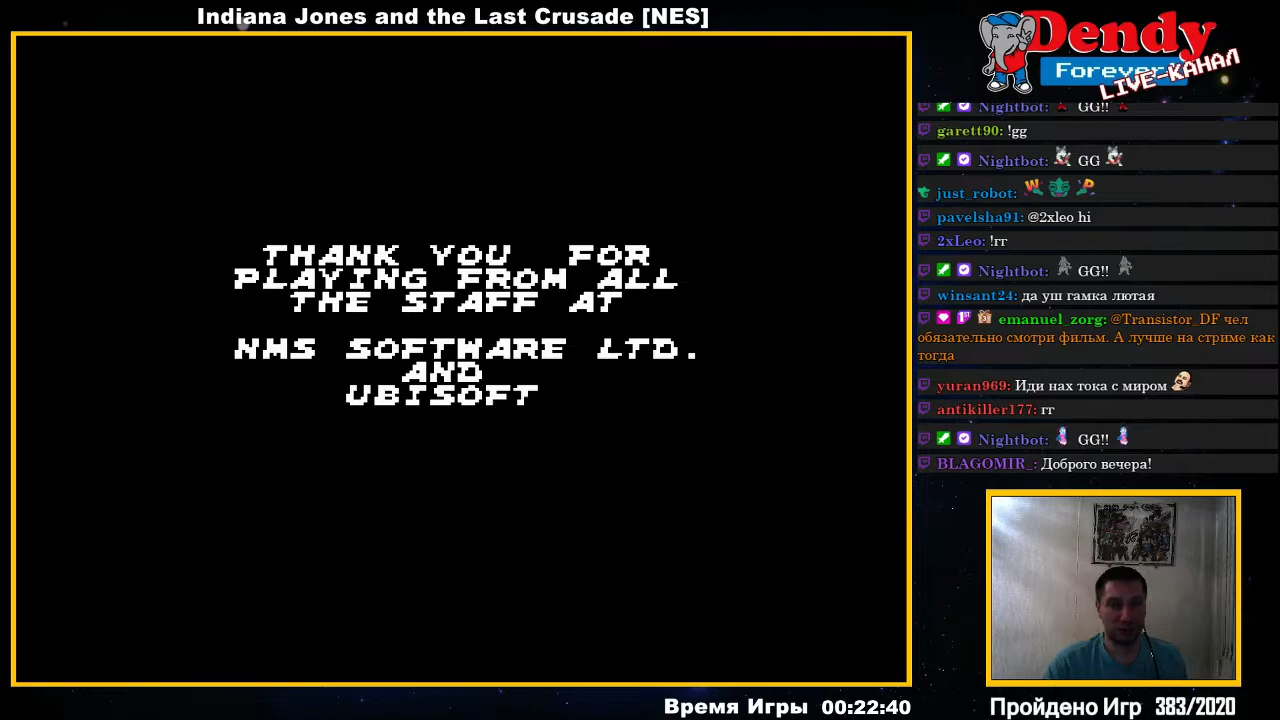 Indiana Jones and the Last Crusade [NES]
THANK YOU FOR
PLAYING FROM ALL
THE STAFF AT
NMS SOFTWARE LTD.
AND
UBISOFT
Dendy
Forever!
LIVE-КАНАЛ
Nightbot: GG!!
garett90: !gg
Nightbot: GG
just_robot:
pavelsha91: @2xleo hi
2xLeo: !гг
Nightbot: GG!!
winsant24: да уш гамка лютая
emanuel_zorg: @Transistor_DF чел
обязательно смотри фильм. А лучше на стриме как
тогда
yuran969: Иди нах тока с миром
antikiller177: гг
Nightbot: GG!!
BLAGOMIR_: Доброго вечера!
Время Игры 00:22:40
Пройдено Игр 383/2020